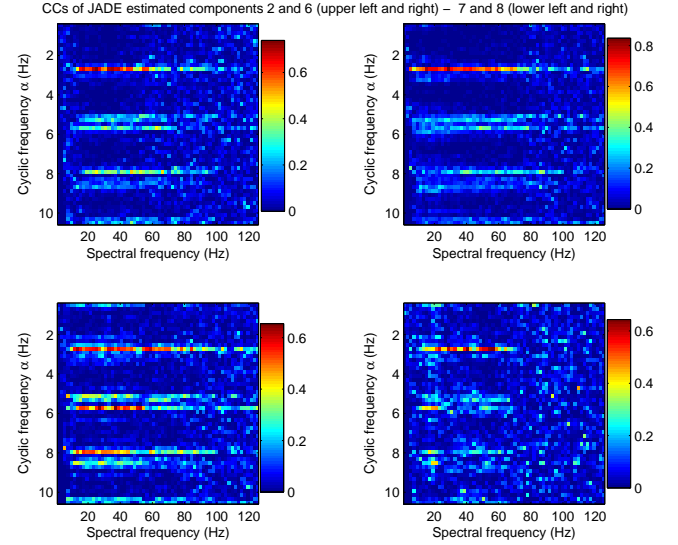 CCs of JADE estimated components 2 and 6 (upper left and right) – 7 and 8 (lower left and right)
Cyclic frequency α (Hz)
2
4
6
8
10
20 40 60 80 100 120
Spectral frequency (Hz)
0.6
0.4
0.2
0
Cyclic frequency α (Hz)
2
4
6
8
10
20 40 60 80 100 120
Spectral frequency (Hz)
0.8
0.6
0.4
0.2
0
Cyclic frequency α (Hz)
2
4
6
8
10
20 40 60 80 100 120
Spectral frequency (Hz)
0.6
0.4
0.2
0
Cyclic frequency α (Hz)
2
4
6
8
10
20 40 60 80 100 120
Spectral frequency (Hz)
0.6
0.4
0.2
0